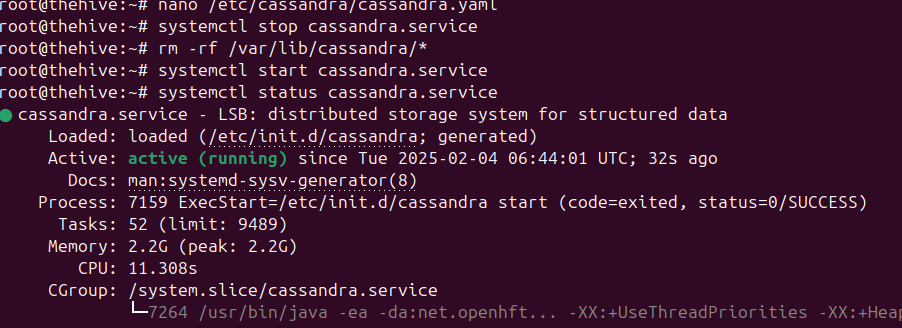 root@thehive:~# nano /etc/cassandra/cassandra.yaml
root@thehive:~# systemctl stop cassandra.service
root@thehive:~# rm -rf /var/lib/cassandra/*
root@thehive:~# systemctl start cassandra.service
root@thehive:~# systemctl status cassandra.service
● cassandra.service - LSB: distributed storage system for structured data
Loaded: loaded (/etc/init.d/cassandra; generated)
Active: active (running) since Tue 2025-02-04 06:44:01 UTC; 32s ago
Docs: man:systemd-sysv-generator(8)
Process: 7159 ExecStart=/etc/init.d/cassandra start (code=exited, status=0/SUCCESS)
Tasks: 52 (limit: 9489)
Memory: 2.2G (peak: 2.2G)
CPU: 11.308s
CGroup: /system.slice/cassandra.service
└─7264 /usr/bin/java -ea -da:net.openhft... -XX:+UseThreadPriorities -XX:+Heap